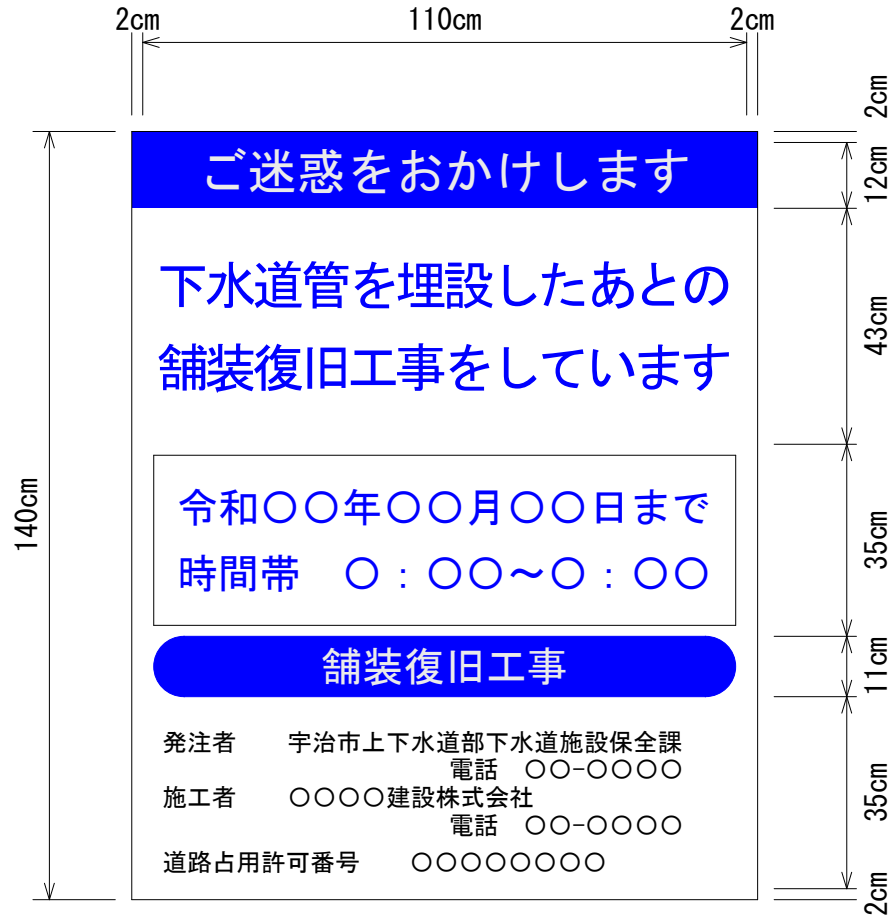 2cm 110cm 2cm
2cm
ご迷惑をおかけします
12cm
下水道管を埋設したあとの
43cm
舗装復旧工事をしています
140cm
令和〇〇年〇〇月〇〇日まで
35cm
時間帯　〇：〇〇～〇：〇〇
舗装復旧工事
11cm
発注者　宇治市上下水道部下水道施設保全課
電話　〇〇-〇〇〇〇
施工者　〇〇〇〇建設株式会社
35cm
電話　〇〇-〇〇〇〇
道路占用許可番号　〇〇〇〇〇〇〇〇
2cm